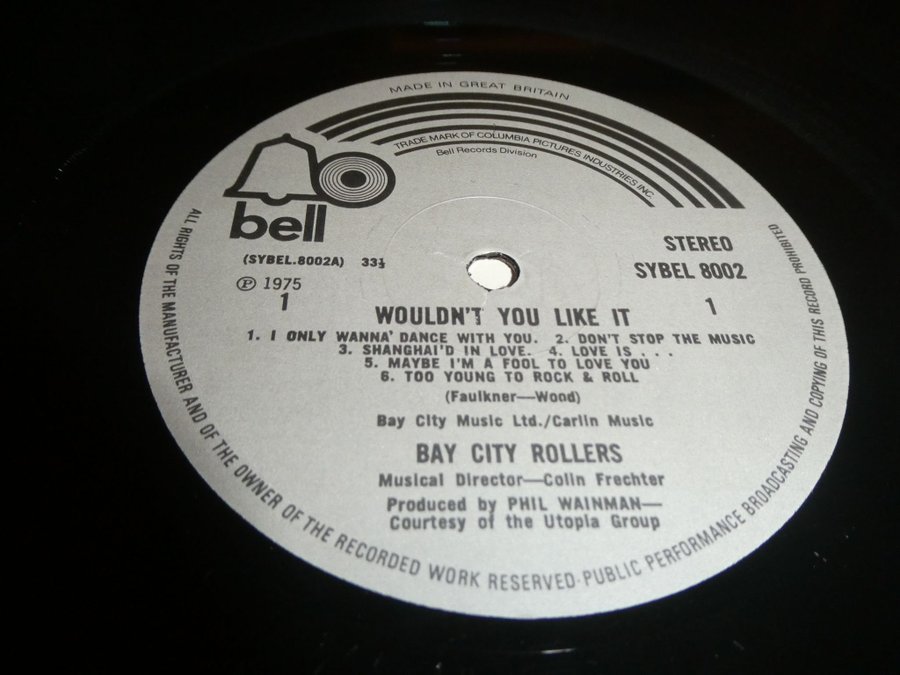 MADE IN GREAT BRITAIN
TRADE MARK OF COLUMBIA PICTURES INDUSTRIES INC.
Bell Records Division
bell
(SYBEL.8002A) 33⅓
STEREO
SYBEL 8002
Ⓟ 1975
1
1
WOULDN'T YOU LIKE IT
1. I ONLY WANNA' DANCE WITH YOU. 2. DON'T STOP THE MUSIC
3. SHANGHAI'D IN LOVE. 4. LOVE IS . . .
5. MAYBE I'M A FOOL TO LOVE YOU
6. TOO YOUNG TO ROCK & ROLL
(Faulkner—Wood)
Bay City Music Ltd./Carlin Music
BAY CITY ROLLERS
Musical Director—Colin Frechter
Produced by PHIL WAINMAN—
Courtesy of the Utopia Group
ALL RIGHTS OF THE MANUFACTURER AND OF THE OWNER OF THE RECORDED WORK RESERVED·PUBLIC PERFORMANCE BROADCASTING AND COPYING OF THIS RECORD PROHIBITED